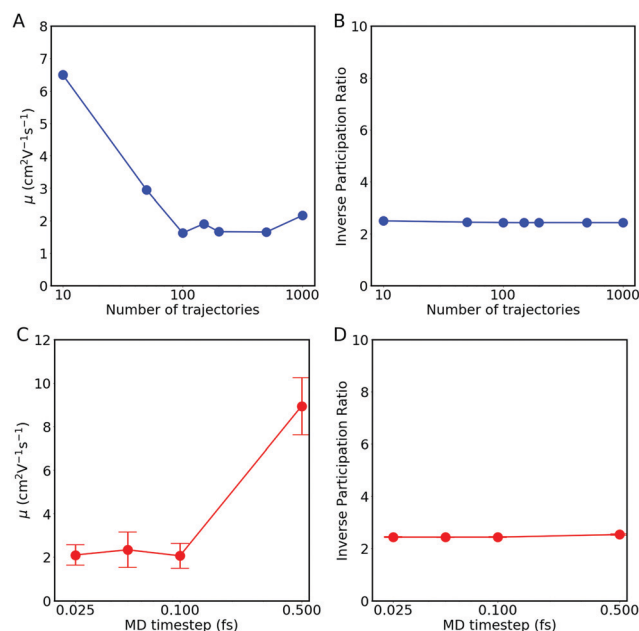 A
8
7
6
5
4
3
2
1
0
μ (cm²V⁻¹s⁻¹)
10 100 1000
Number of trajectories
B
10
8
6
4
2
0
Inverse Participation Ratio
10 100 1000
Number of trajectories
C
12
10
8
6
4
2
0
μ (cm²V⁻¹s⁻¹)
0.025 0.100 0.500
MD timestep (fs)
D
10
8
6
4
2
0
Inverse Participation Ratio
0.025 0.100 0.500
MD timestep (fs)